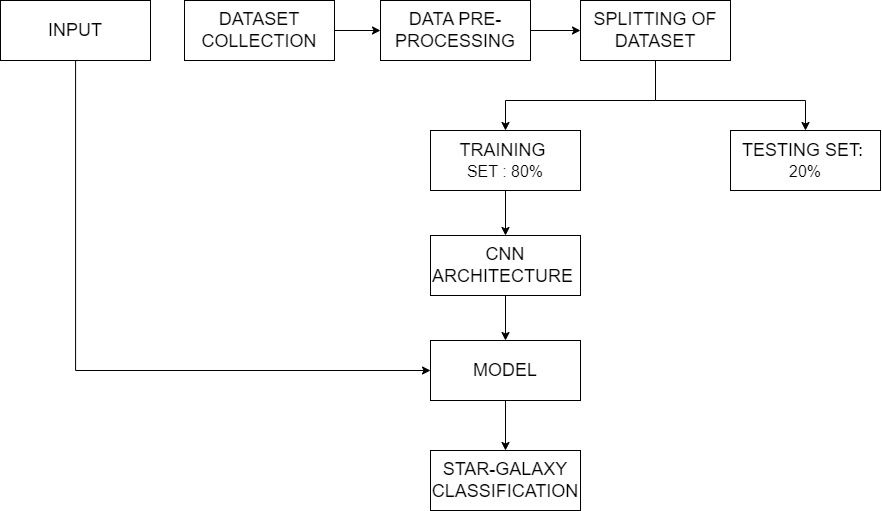 INPUT
DATASET
COLLECTION
DATA PRE-
PROCESSING
SPLITTING OF
DATASET
TRAINING
SET : 80%
TESTING SET:
20%
CNN
ARCHITECTURE
MODEL
STAR-GALAXY
CLASSIFICATION